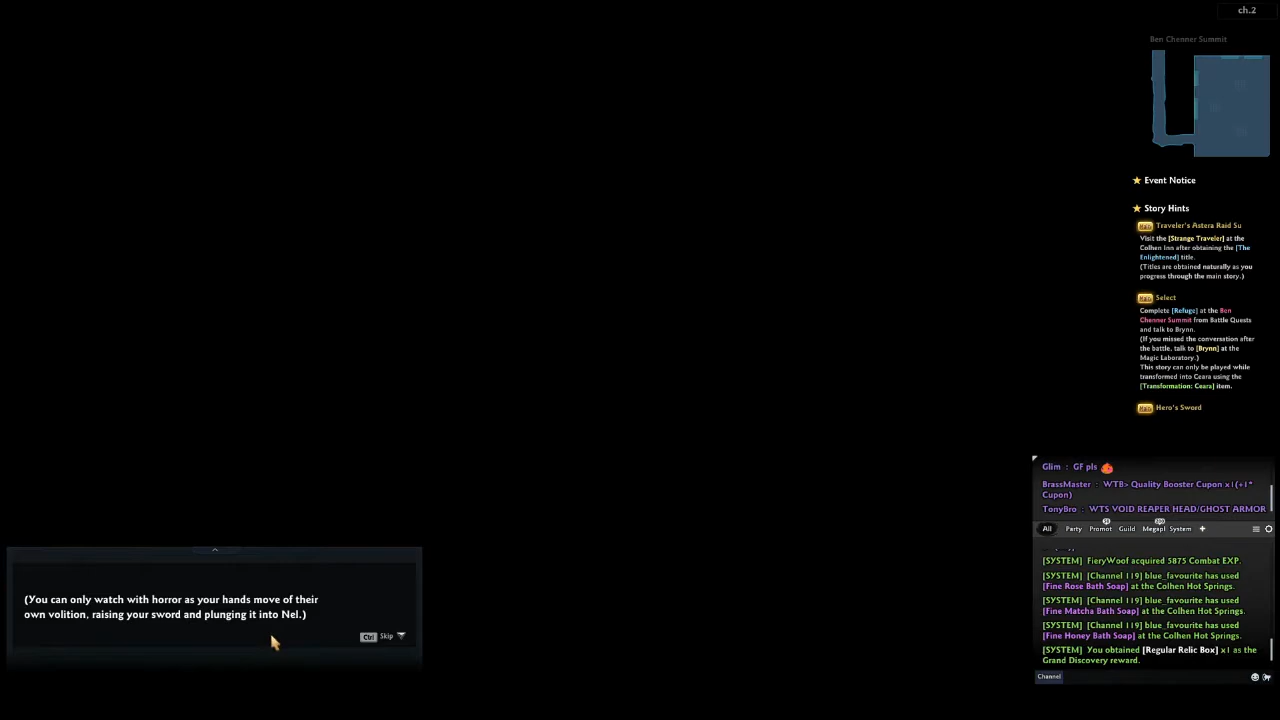 ch.2
Ben Chenner Summit
Event Notice
Story Hints
Main Traveler's Astera Raid Su
Visit the [Strange Traveler] at the
Colhen Inn after obtaining the [The
Enlightened] title.
(Titles are obtained naturally as you
progress through the main story.)
Main Select
Complete [Refuge] at the Ben
Chenner Summit from Battle Quests
and talk to Brynn.
(If you missed the conversation after
the battle, talk to [Brynn] at the
Magic Laboratory.)
This story can only be played while
transformed into Ceara using the
[Transformation: Ceara] item.
Main Hero's Sword
Glim : GF pls
BrassMaster : WTB> Quality Booster Cupon x1(+1*
Cupon)
TonyBro : WTS VOID REAPER HEAD/GHOST ARMOR
All Party Promot Guild Megapl System +
[SYSTEM] FieryWoof acquired 5875 Combat EXP.
[SYSTEM] [Channel 119] blue_favourite has used
[Fine Rose Bath Soap] at the Colhen Hot Springs.
[SYSTEM] [Channel 119] blue_favourite has used
[Fine Matcha Bath Soap] at the Colhen Hot Springs.
[SYSTEM] [Channel 119] blue_favourite has used
[Fine Honey Bath Soap] at the Colhen Hot Springs.
[SYSTEM] You obtained [Regular Relic Box] x1 as the
Grand Discovery reward.
Channel
(You can only watch with horror as your hands move of their
own volition, raising your sword and plunging it into Nel.)
Ctrl Skip